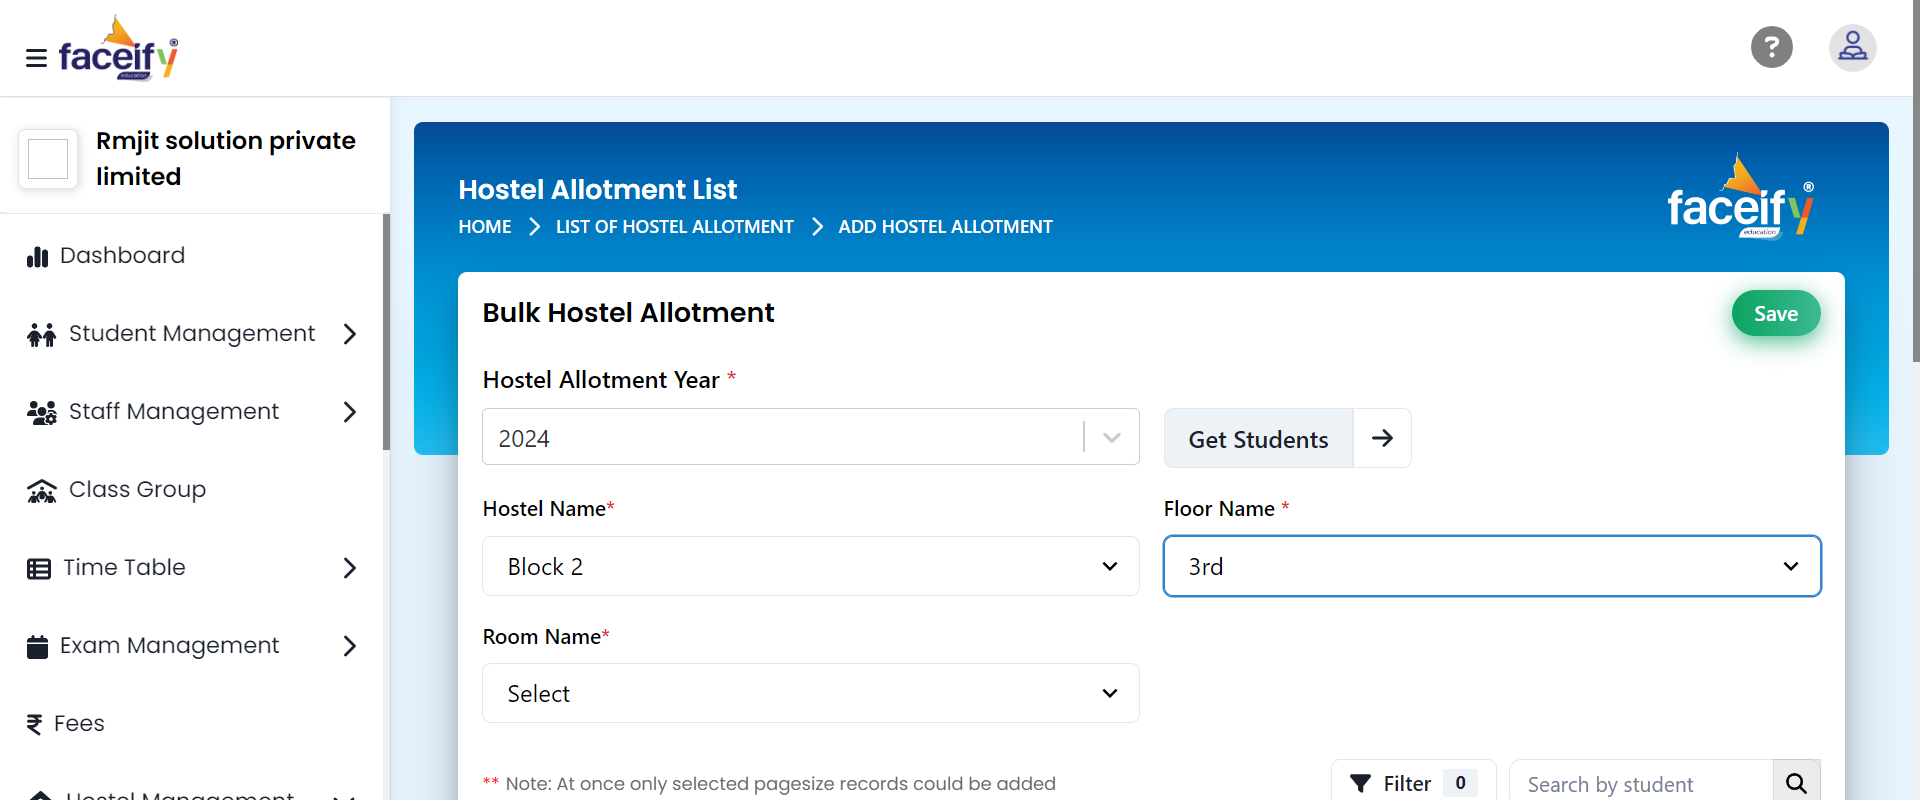 faceify®
education
?
Rmjit solution private
limited
Dashboard
Student Management
Staff Management
Class Group
Time Table
Exam Management
₹ Fees
Hostel Management
Hostel Allotment List
HOME > LIST OF HOSTEL ALLOTMENT > ADD HOSTEL ALLOTMENT
faceify®
education
Bulk Hostel Allotment
Save
Hostel Allotment Year *
2024
Get Students →
Hostel Name*
Floor Name *
Block 2
3rd
Room Name*
Select
** Note: At once only selected pagesize records could be added
Filter 0
Search by student